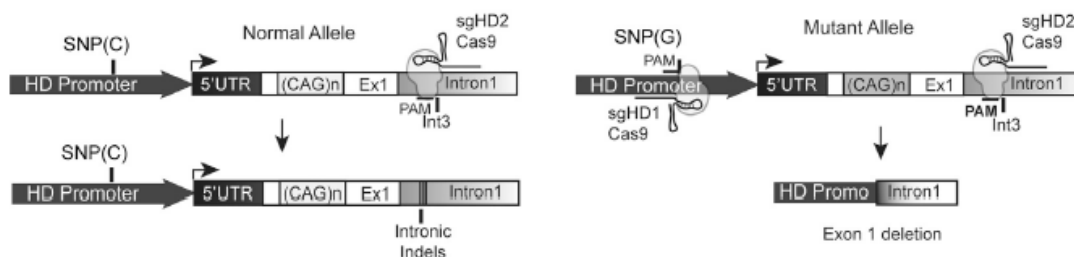 Normal Allele
SNP(C)
sgHD2
Cas9
HD Promoter
5'UTR
(CAG)n
Ex1
Intron1
PAM
Int3
SNP(C)
HD Promoter
5'UTR
(CAG)n
Ex1
Intron1
Intronic
Indels
Mutant Allele
SNP(G)
sgHD2
Cas9
PAM
HD Promoter
5'UTR
(CAG)n
Ex1
Intron1
sgHD1
Cas9
PAM
Int3
HD Promo
Intron1
Exon 1 deletion